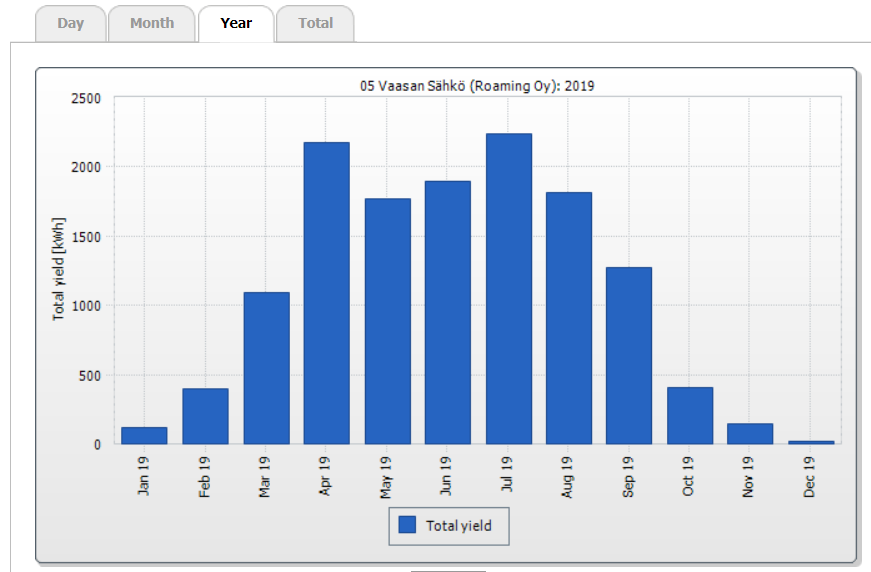 Day Month Year Total
05 Vaasan Sähkö (Roaming Oy): 2019
Total yield [kWh]
2500
2000
1500
1000
500
0
Jan 19 Feb 19 Mar 19 Apr 19 May 19 Jun 19 Jul 19 Aug 19 Sep 19 Oct 19 Nov 19 Dec 19
Total yield